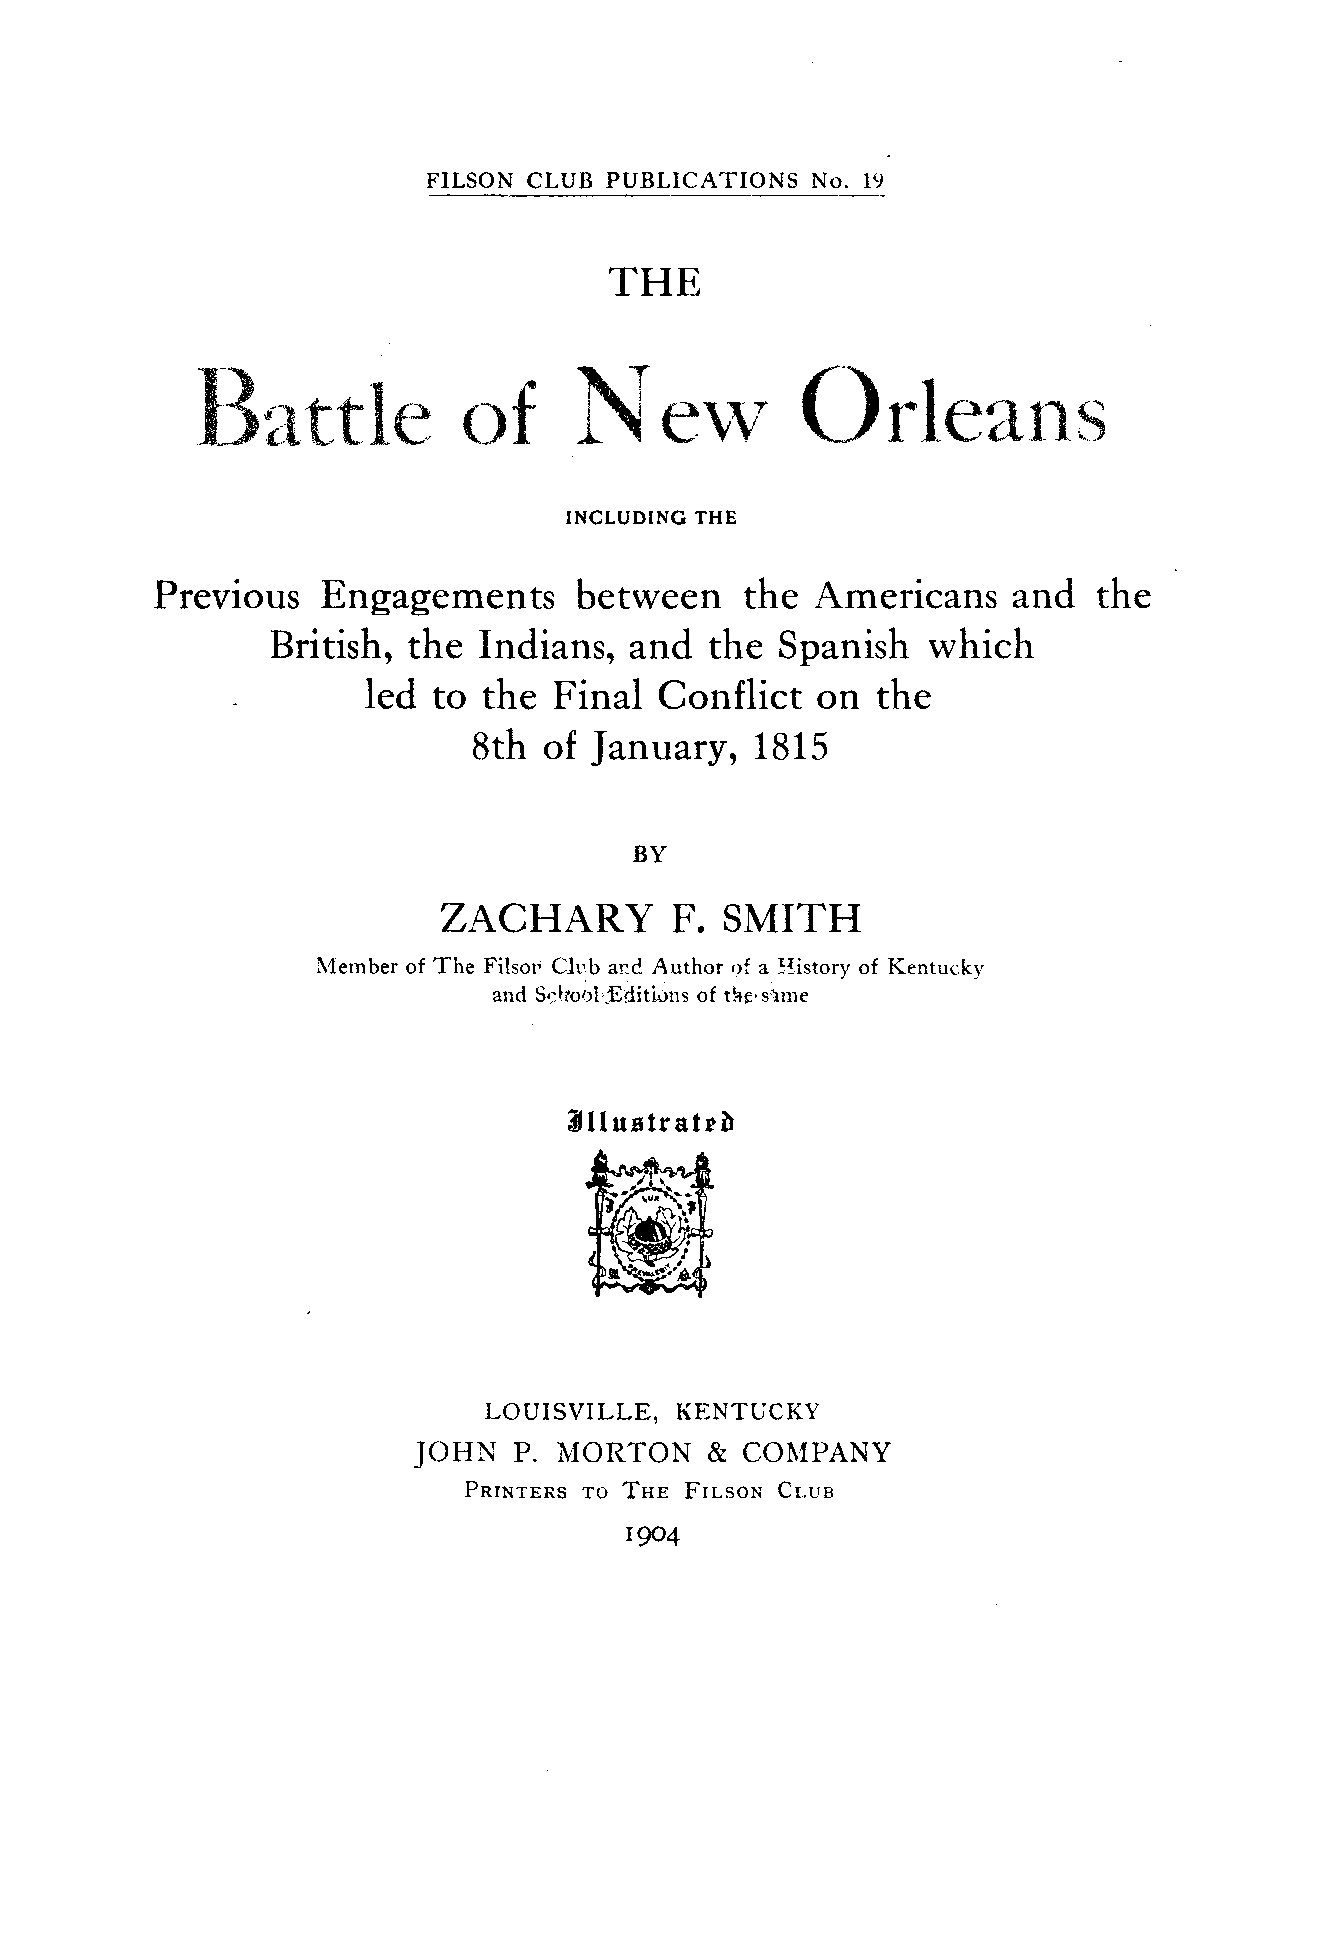 FILSON CLUB PUBLICATIONS No. 19
THE
Battle of New Orleans
INCLUDING THE
Previous Engagements between the Americans and the
British, the Indians, and the Spanish which
led to the Final Conflict on the
8th of January, 1815
BY
ZACHARY F. SMITH
Member of The Filson Club and Author of a History of Kentucky
and School Editions of the same
Illustrated
LOUISVILLE, KENTUCKY
JOHN P. MORTON & COMPANY
PRINTERS TO THE FILSON CLUB
1904